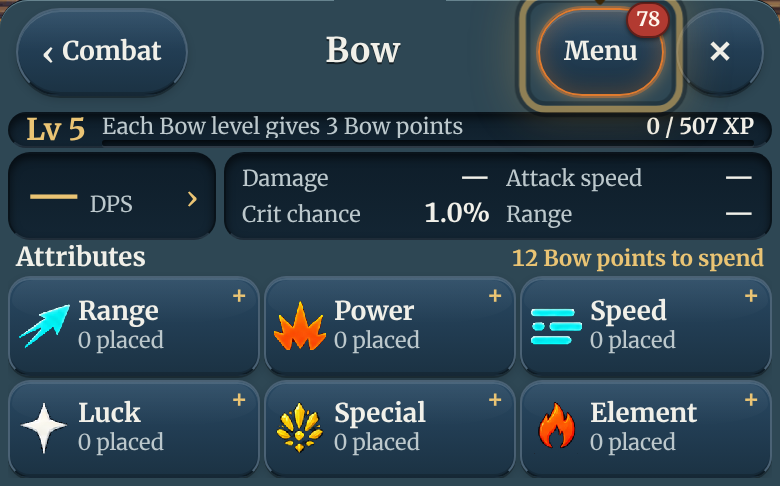 ‹ Combat
Bow
Menu
78
×
Lv 5
Each Bow level gives 3 Bow points
0 / 507 XP
— DPS ›
Damage —
Attack speed —
Crit chance 1.0%
Range —
Attributes
12 Bow points to spend
Range +
0 placed
Power +
0 placed
Speed +
0 placed
Luck +
0 placed
Special +
0 placed
Element +
0 placed